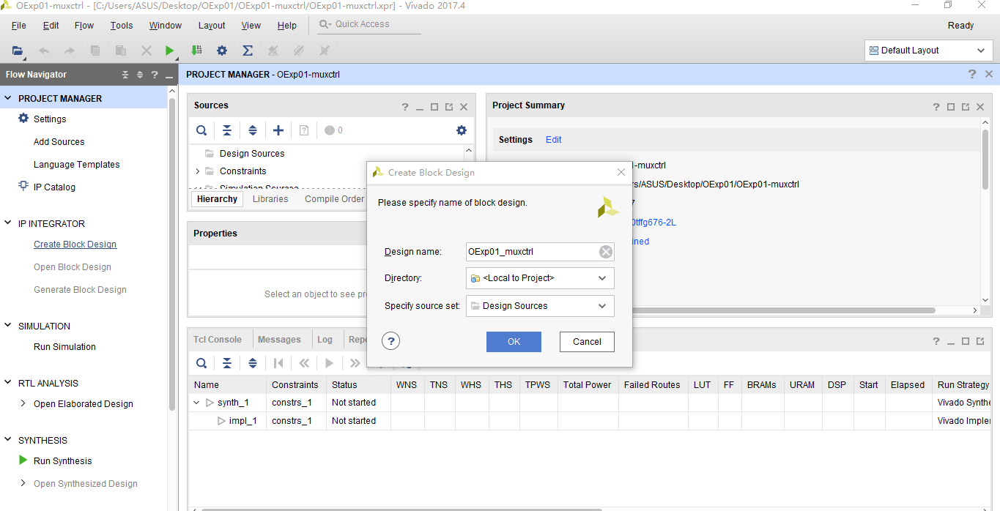 OExp01-muxctrl - [C:/Users/ASUS/Desktop/OExp01/OExp01-muxctrl/OExp01-muxctrl.xpr] - Vivado 2017.4
File Edit Flow Tools Window Layout View Help Quick Access Ready
Default Layout
Flow Navigator
PROJECT MANAGER - OExp01-muxctrl
PROJECT MANAGER
Settings
Add Sources
Language Templates
IP Catalog
IP INTEGRATOR
Create Block Design
Open Block Design
Generate Block Design
SIMULATION
Run Simulation
RTL ANALYSIS
Open Elaborated Design
SYNTHESIS
Run Synthesis
Open Synthesized Design
Sources
0
Design Sources
Constraints
Simulation Sources
Hierarchy Libraries Compile Order
Properties
Select an object to see pr
Project Summary
Settings Edit
1-muxctrl
rs/ASUS/Desktop/OExp01/OExp01-muxctrl
7
0tffg676-2L
ined
Create Block Design
Please specify name of block design.
Design name: OExp01_muxctrl
Directory: <Local to Project>
Specify source set: Design Sources
? OK Cancel
Tcl Console Messages Log Repo
Name Constraints Status WNS TNS WHS THS TPWS Total Power Failed Routes LUT FF BRAMs URAM DSP Start Elapsed Run Strategy
synth_1 constrs_1 Not started Vivado Synthe
impl_1 constrs_1 Not started Vivado Implem